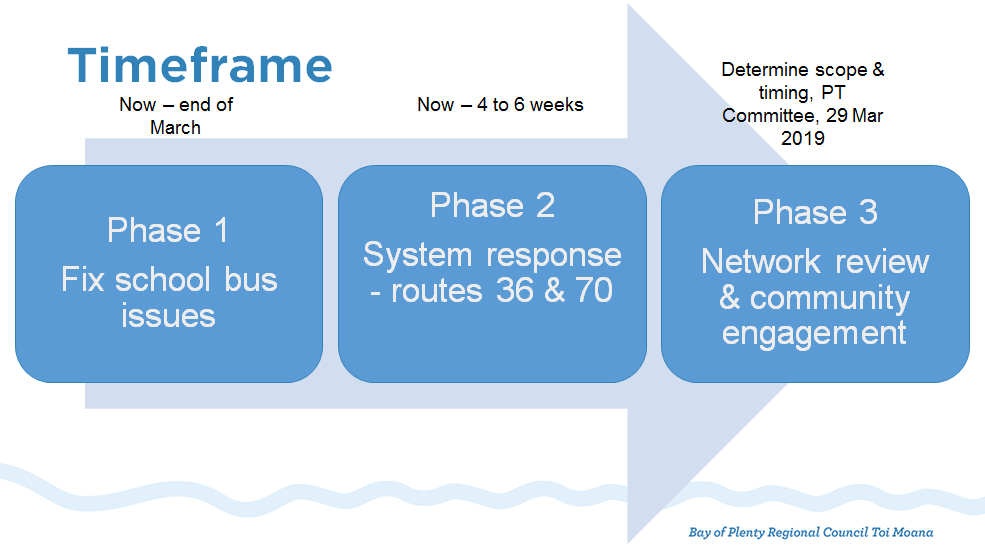 Timeframe
Now – end of
March
Now – 4 to 6 weeks
Determine scope &
timing, PT
Committee, 29 Mar
2019
Phase 1
Fix school bus
issues
Phase 2
System response
- routes 36 & 70
Phase 3
Network review
& community
engagement
Bay of Plenty Regional Council Toi Moana